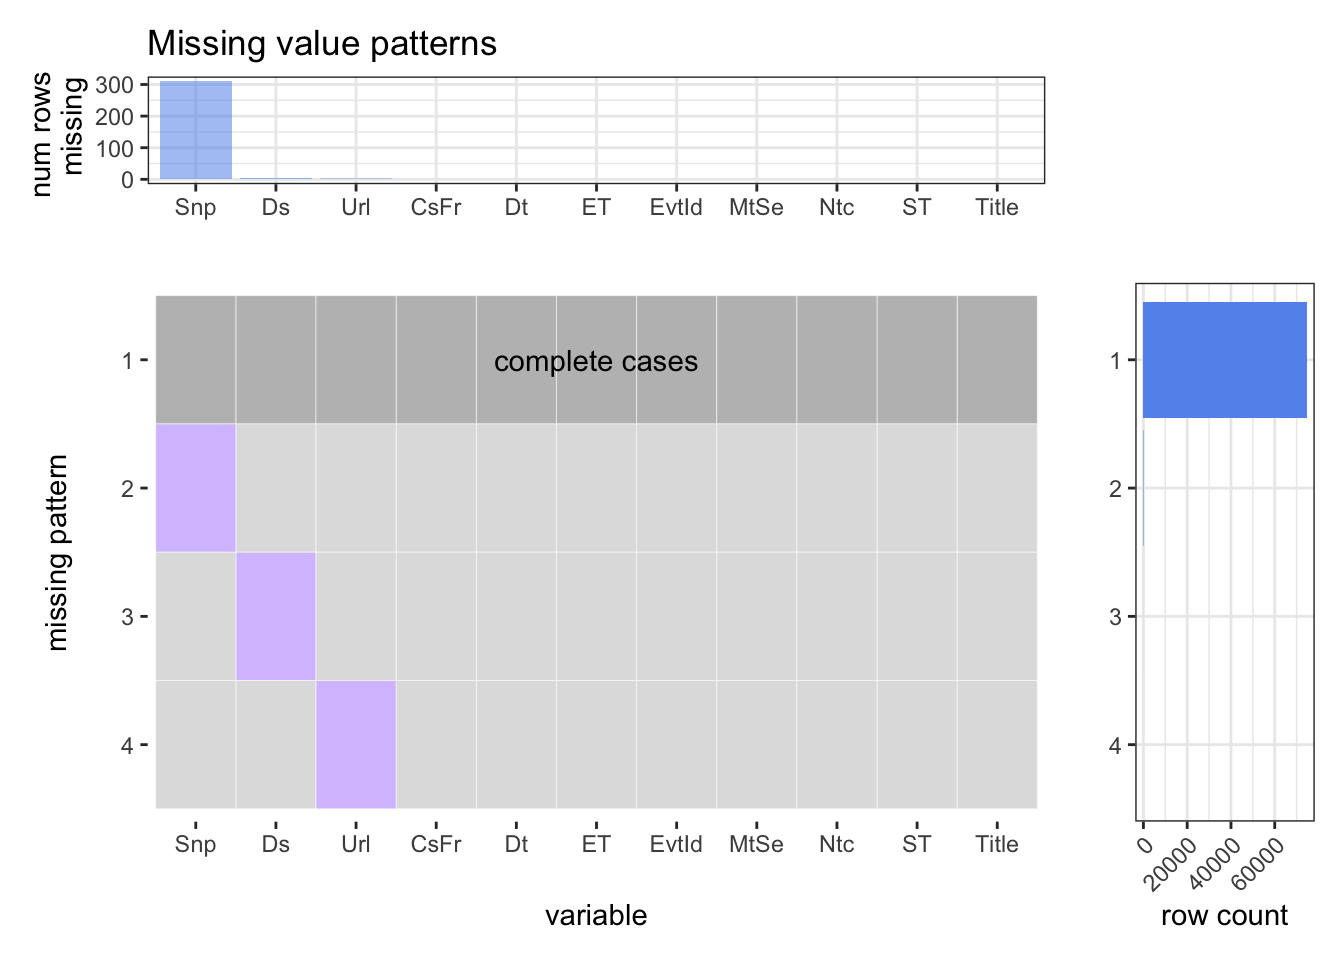 Missing value patterns
num rows
missing
300
200
100
0
Snp Ds Url CsFr Dt ET EvtId MtSe Ntc ST Title
missing pattern
1
complete cases
2
3
4
Snp Ds Url CsFr Dt ET EvtId MtSe Ntc ST Title
variable
1
2
3
4
0 20000 40000 60000
row count